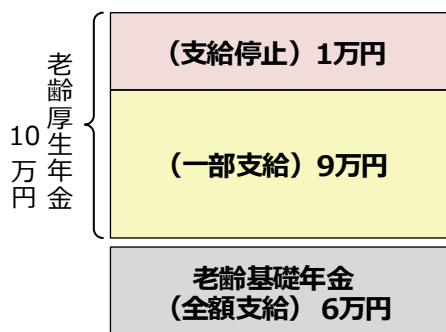 老齢厚生年金
10万円
（支給停止）1万円
（一部支給）9万円
老齢基礎年金
（全額支給） 6万円